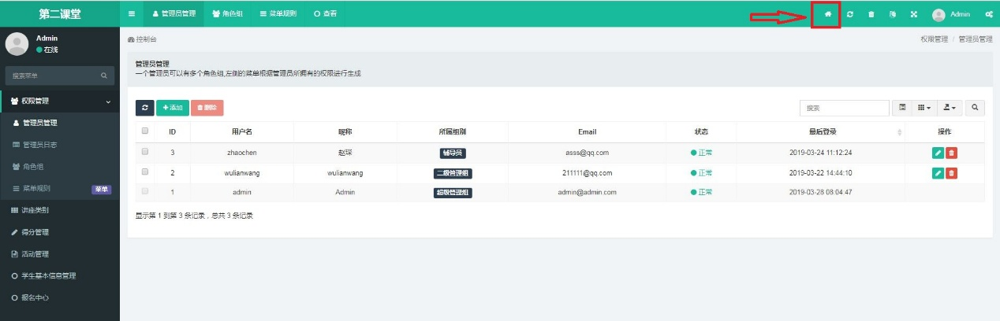 第二课堂 管理员管理 角色组 菜单规则 查看 Admin
Admin
在线
控制台 权限管理 / 管理员管理
搜索菜单
管理员管理
一个管理员可以有多个角色组,左侧的菜单根据管理员所拥有的权限进行生成
权限管理
管理员管理
管理员日志
角色组
菜单规则 菜单
讲座类别
得分管理
活动管理
学生基本信息管理
报名中心
添加 删除 搜索
ID 用户名 昵称 所属组别 Email 状态 最后登录 操作
3 zhaochen 赵琛 辅导员 asss@qq.com 正常 2019-03-24 11:12:24
2 wulianwang wulianwang 二级管理组 211111@qq.com 正常 2019-03-22 14:44:10
1 admin Admin 超级管理组 admin@admin.com 正常 2019-03-28 08:04:47
显示第 1 到第 3 条记录，总共 3 条记录